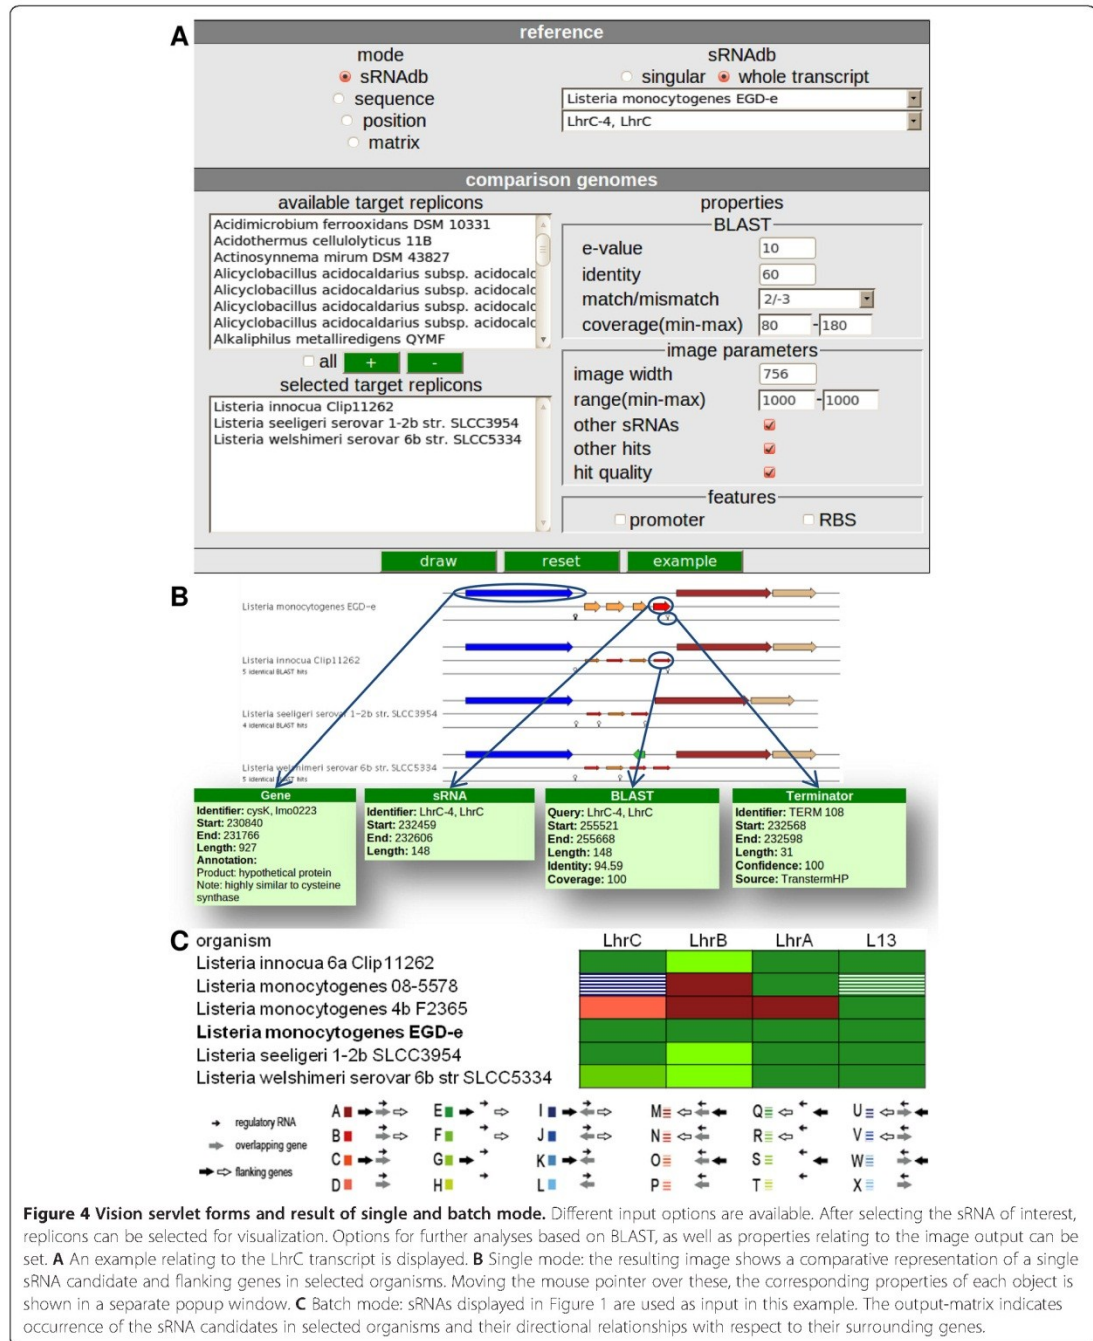 A
reference
mode
sRNAdb
sRNAdb
singular whole transcript
sequence
Listeria monocytogenes EGD-e
position
LhrC-4, LhrC
matrix
comparison genomes
available target replicons
Acidimicrobium ferrooxidans DSM 10331
Acidothermus cellulolyticus 11B
Actinosynnema mirum DSM 43827
Alicyclobacillus acidocaldarius subsp. acidocald
Alicyclobacillus acidocaldarius subsp. acidocald
Alicyclobacillus acidocaldarius subsp. acidocald
Alicyclobacillus acidocaldarius subsp. acidocald
Alkaliphilus metalliredigens QYMF
all + -
selected target replicons
Listeria innocua Clip11262
Listeria seeligeri serovar 1-2b str. SLCC3954
Listeria welshimeri serovar 6b str. SLCC5334
properties
BLAST
e-value 10
identity 60
match/mismatch 2/-3
coverage(min-max) 80 - 180
image parameters
image width 756
range(min-max) 1000 - 1000
other sRNAs
other hits
hit quality
features
promoter RBS
draw reset example
B
Listeria monocytogenes EGD-e
Listeria innocua Clip11262
5 identical BLAST hits
Listeria seeligeri serovar 1-2b str. SLCC3954
4 identical BLAST hits
Listeria welshimeri serovar 6b str. SLCC5334
5 identical BLAST hits
Gene
Identifier: cysK, lmo0223
Start: 230840
End: 231766
Length: 927
Annotation:
Product: hypothetical protein
Note: highly similar to cysteine
synthase
sRNA
Identifier: LhrC-4, LhrC
Start: 232459
End: 232606
Length: 148
BLAST
Query: LhrC-4, LhrC
Start: 255521
End: 255668
Length: 148
Identity: 94.59
Coverage: 100
Terminator
Identifier: TERM 108
Start: 232568
End: 232598
Length: 31
Confidence: 100
Source: TranstermHP
C
organism LhrC LhrB LhrA L13
Listeria innocua 6a Clip11262
Listeria monocytogenes 08-5578
Listeria monocytogenes 4b F2365
Listeria monocytogenes EGD-e
Listeria seeligeri 1-2b SLCC3954
Listeria welshimeri serovar 6b str SLCC5334
regulatory RNA
overlapping gene
flanking genes
A E I M Q U
B F J N R V
C G K O S W
D H L P T X
Figure 4 Vision servlet forms and result of single and batch mode. Different input options are available. After selecting the sRNA of interest,
replicons can be selected for visualization. Options for further analyses based on BLAST, as well as properties relating to the image output can be
set. A An example relating to the LhrC transcript is displayed. B Single mode: the resulting image shows a comparative representation of a single
sRNA candidate and flanking genes in selected organisms. Moving the mouse pointer over these, the corresponding properties of each object is
shown in a separate popup window. C Batch mode: sRNAs displayed in Figure 1 are used as input in this example. The output-matrix indicates
occurrence of the sRNA candidates in selected organisms and their directional relationships with respect to their surrounding genes.